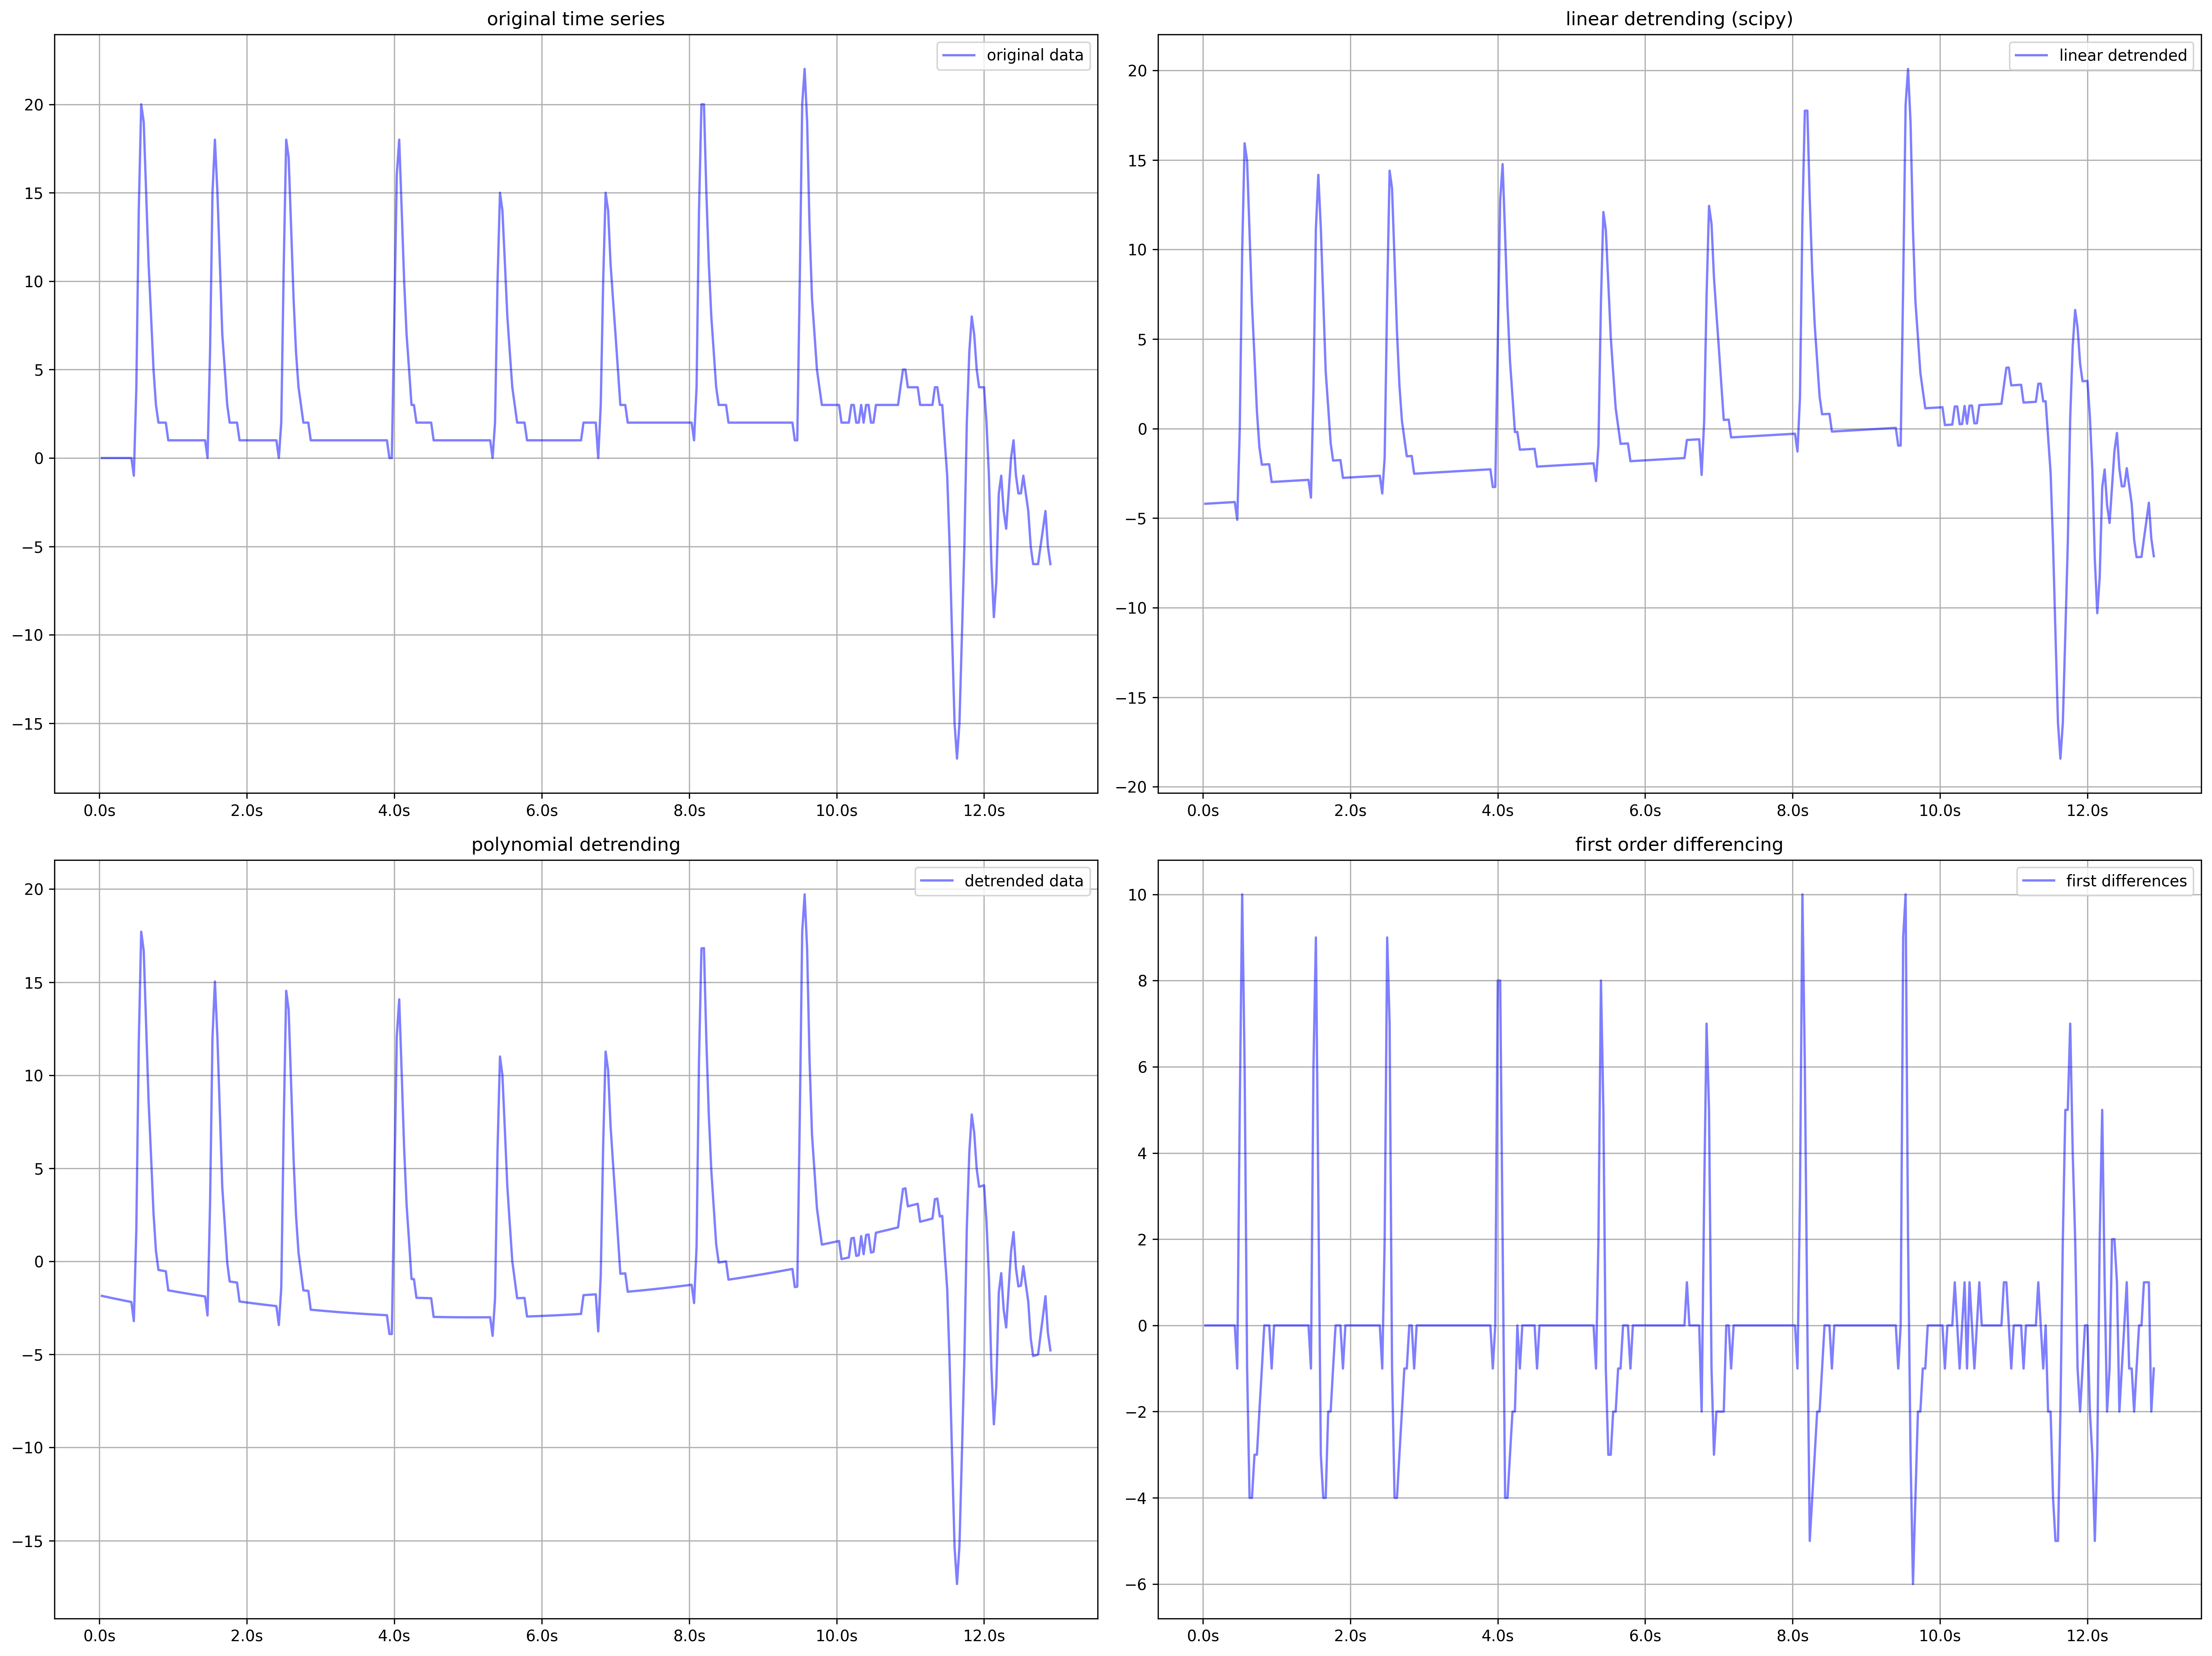 original time series
original data
20
15
10
5
0
−5
−10
−15
0.0s 2.0s 4.0s 6.0s 8.0s 10.0s 12.0s
linear detrending (scipy)
linear detrended
20
15
10
5
0
−5
−10
−15
−20
0.0s 2.0s 4.0s 6.0s 8.0s 10.0s 12.0s
polynomial detrending
detrended data
20
15
10
5
0
−5
−10
−15
0.0s 2.0s 4.0s 6.0s 8.0s 10.0s 12.0s
first order differencing
first differences
10
8
6
4
2
0
−2
−4
−6
0.0s 2.0s 4.0s 6.0s 8.0s 10.0s 12.0s